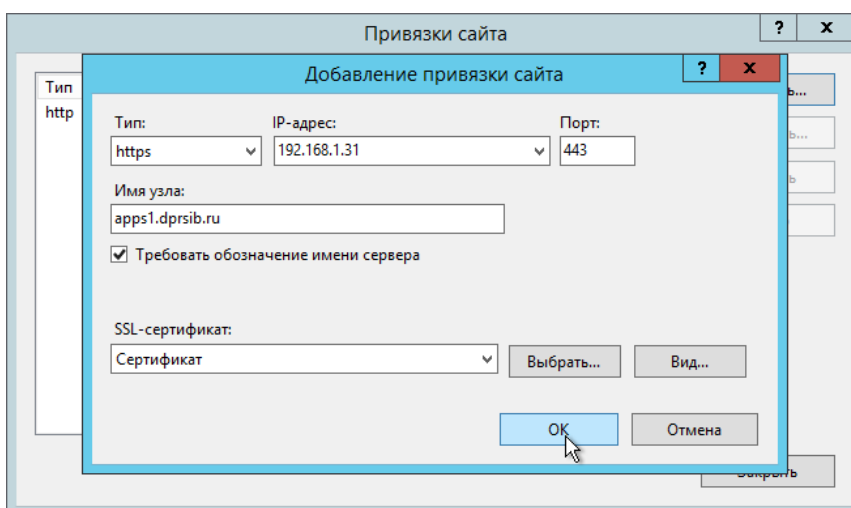 Привязки сайта
? x
Добавление привязки сайта
? x
Тип
http
ь...
ь...
ь
Тип:
IP-адрес:
Порт:
https
192.168.1.31
443
Имя узла:
apps1.dprsib.ru
Требовать обозначение имени сервера
SSL-сертификат:
Сертификат
Выбрать...
Вид...
OK
Отмена
Закрыть